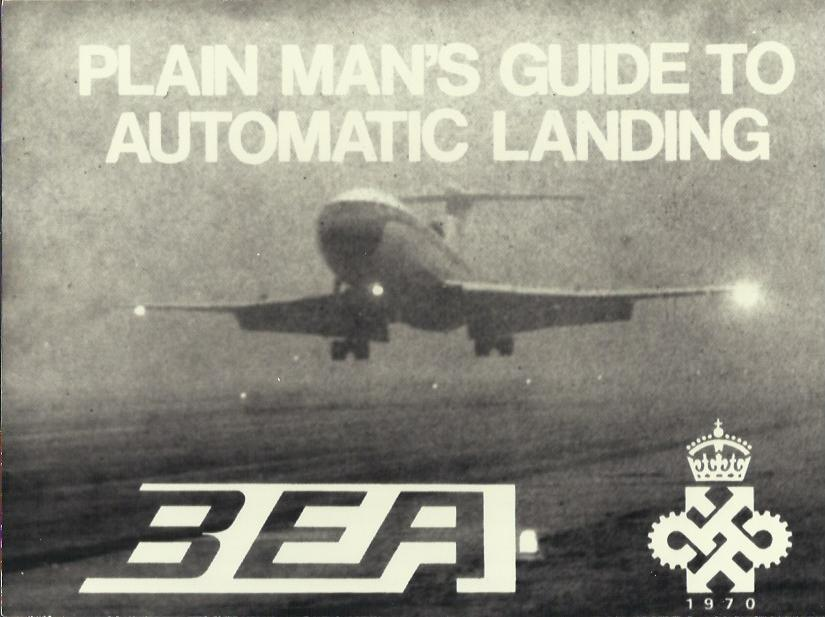 PLAIN MAN'S GUIDE TO
AUTOMATIC LANDING
BEA
1970